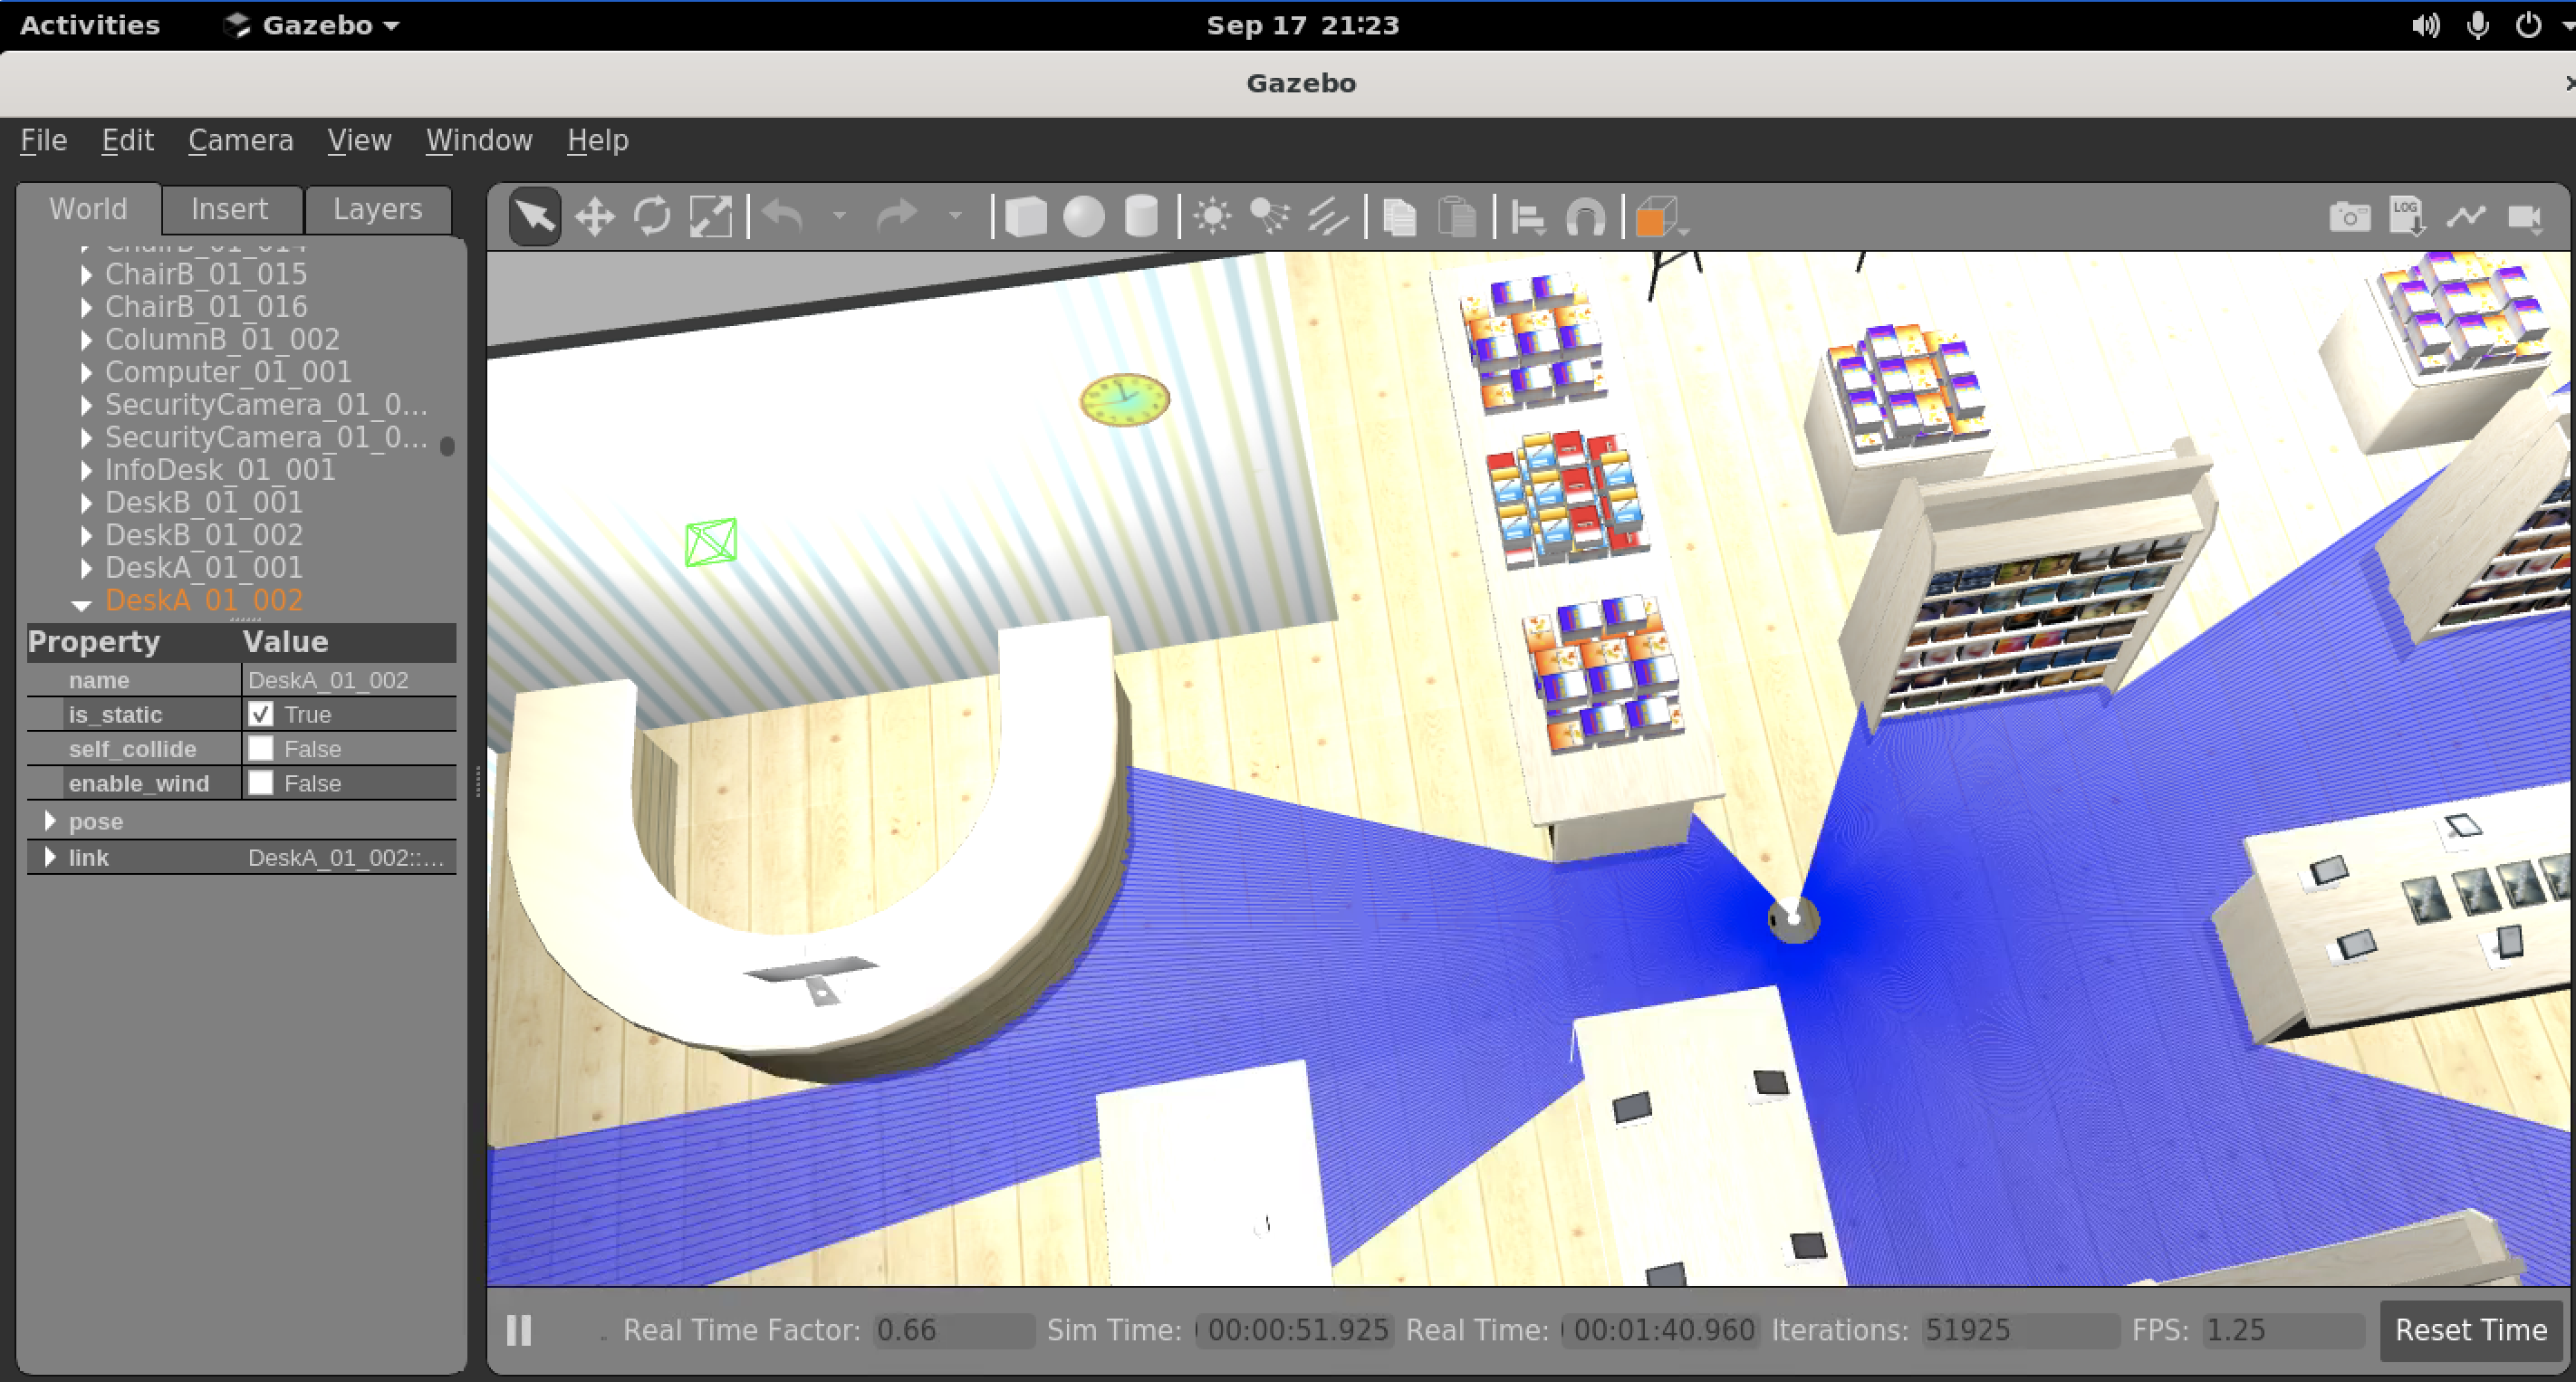 Activities Gazebo Sep 17 21:23
Gazebo
File Edit Camera View Window Help
World Insert Layers
ChairB_01_014
ChairB_01_015
ChairB_01_016
ColumnB_01_002
Computer_01_001
SecurityCamera_01_0...
SecurityCamera_01_0...
InfoDesk_01_001
DeskB_01_001
DeskB_01_002
DeskA_01_001
DeskA_01_002
Property Value
name DeskA_01_002
is_static True
self_collide False
enable_wind False
pose
link DeskA_01_002::...
LOG
Real Time Factor: 0.66 Sim Time: 00:00:51.925 Real Time: 00:01:40.960 Iterations: 51925 FPS: 1.25 Reset Time